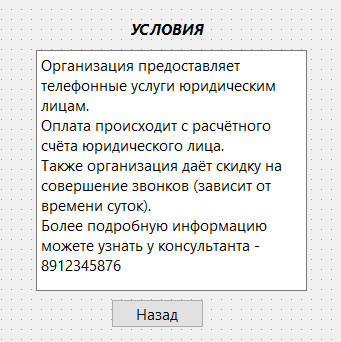 УСЛОВИЯ
Организация предоставляет
телефонные услуги юридическим
лицам.
Оплата происходит с расчётного
счёта юридического лица.
Также организация даёт скидку на
совершение звонков (зависит от
времени суток).
Более подробную информацию
можете узнать у консультанта -
8912345876
Назад